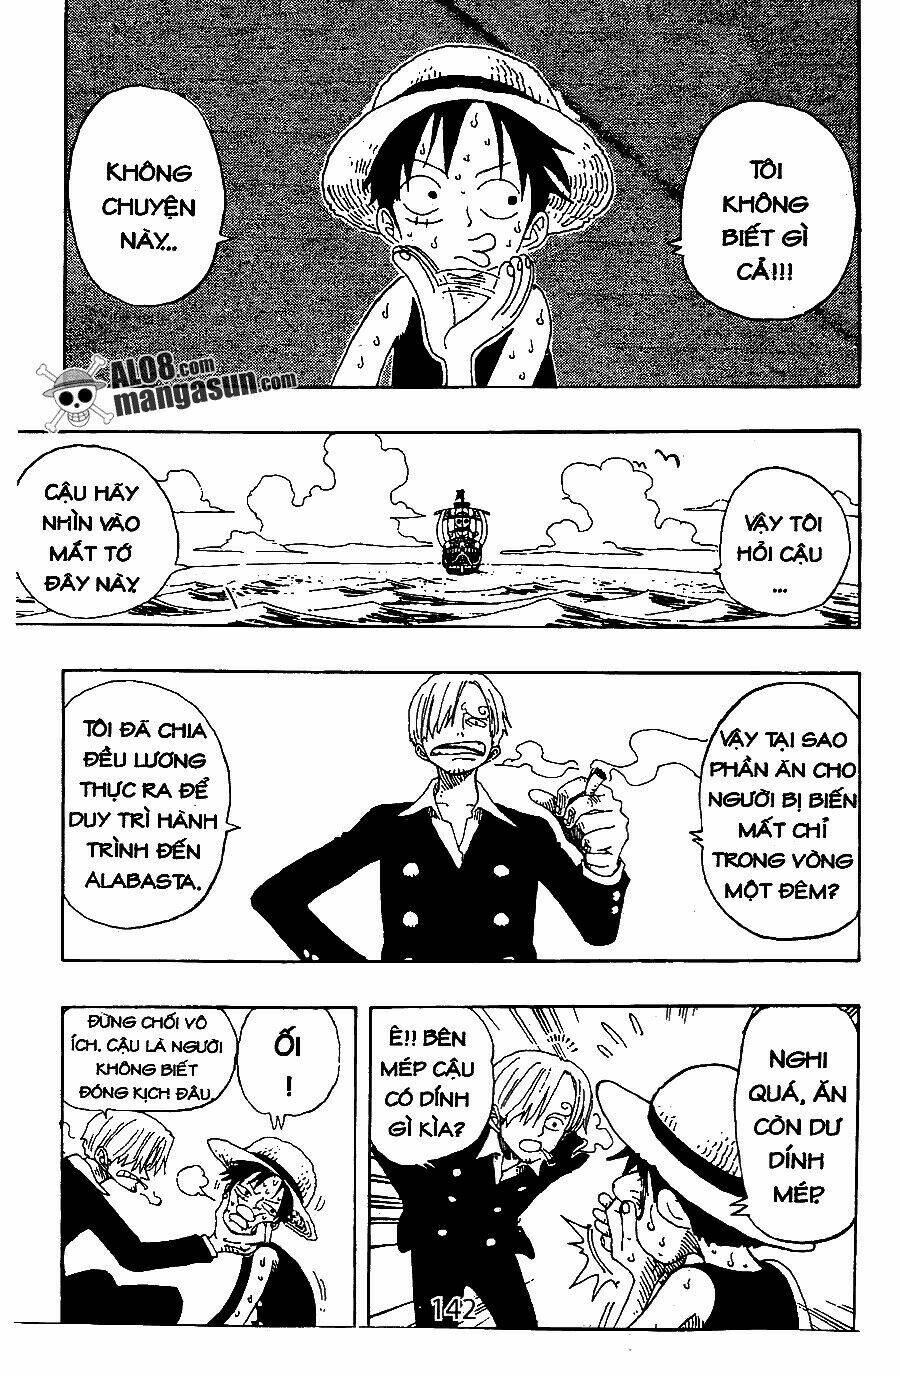 TÔI
KHÔNG
BIẾT GÌ
CẢ!!!
KHÔNG
CHUYỆN
NÀY...
AL08.com
mangasun.com
VẬY TÔI
HỎI CẬU
...
CẬU HÃY
NHÌN VÀO
MẮT TỚ
ĐÂY NÀY.
VẬY TẠI SAO
PHẦN ĂN CHO
NGƯỜI BỊ BIẾN
MẤT CHỈ
TRONG VÒNG
MỘT ĐÊM?
TÔI ĐÃ CHIA
ĐỀU LƯƠNG
THỰC RA ĐỂ
DUY TRÌ HÀNH
TRÌNH ĐẾN
ALABASTA.
NGHI
QUÁ, ĂN
CÒN DƯ
DÍNH
MÉP.
Ê!! BÊN
MÉP CẬU
CÓ DÍNH
GÌ KÌA?
ỐI
!
ĐỪNG CHỐI VÔ
ÍCH. CẬU LÀ NGƯỜI
KHÔNG BIẾT
ĐÓNG KỊCH ĐÂU.
142